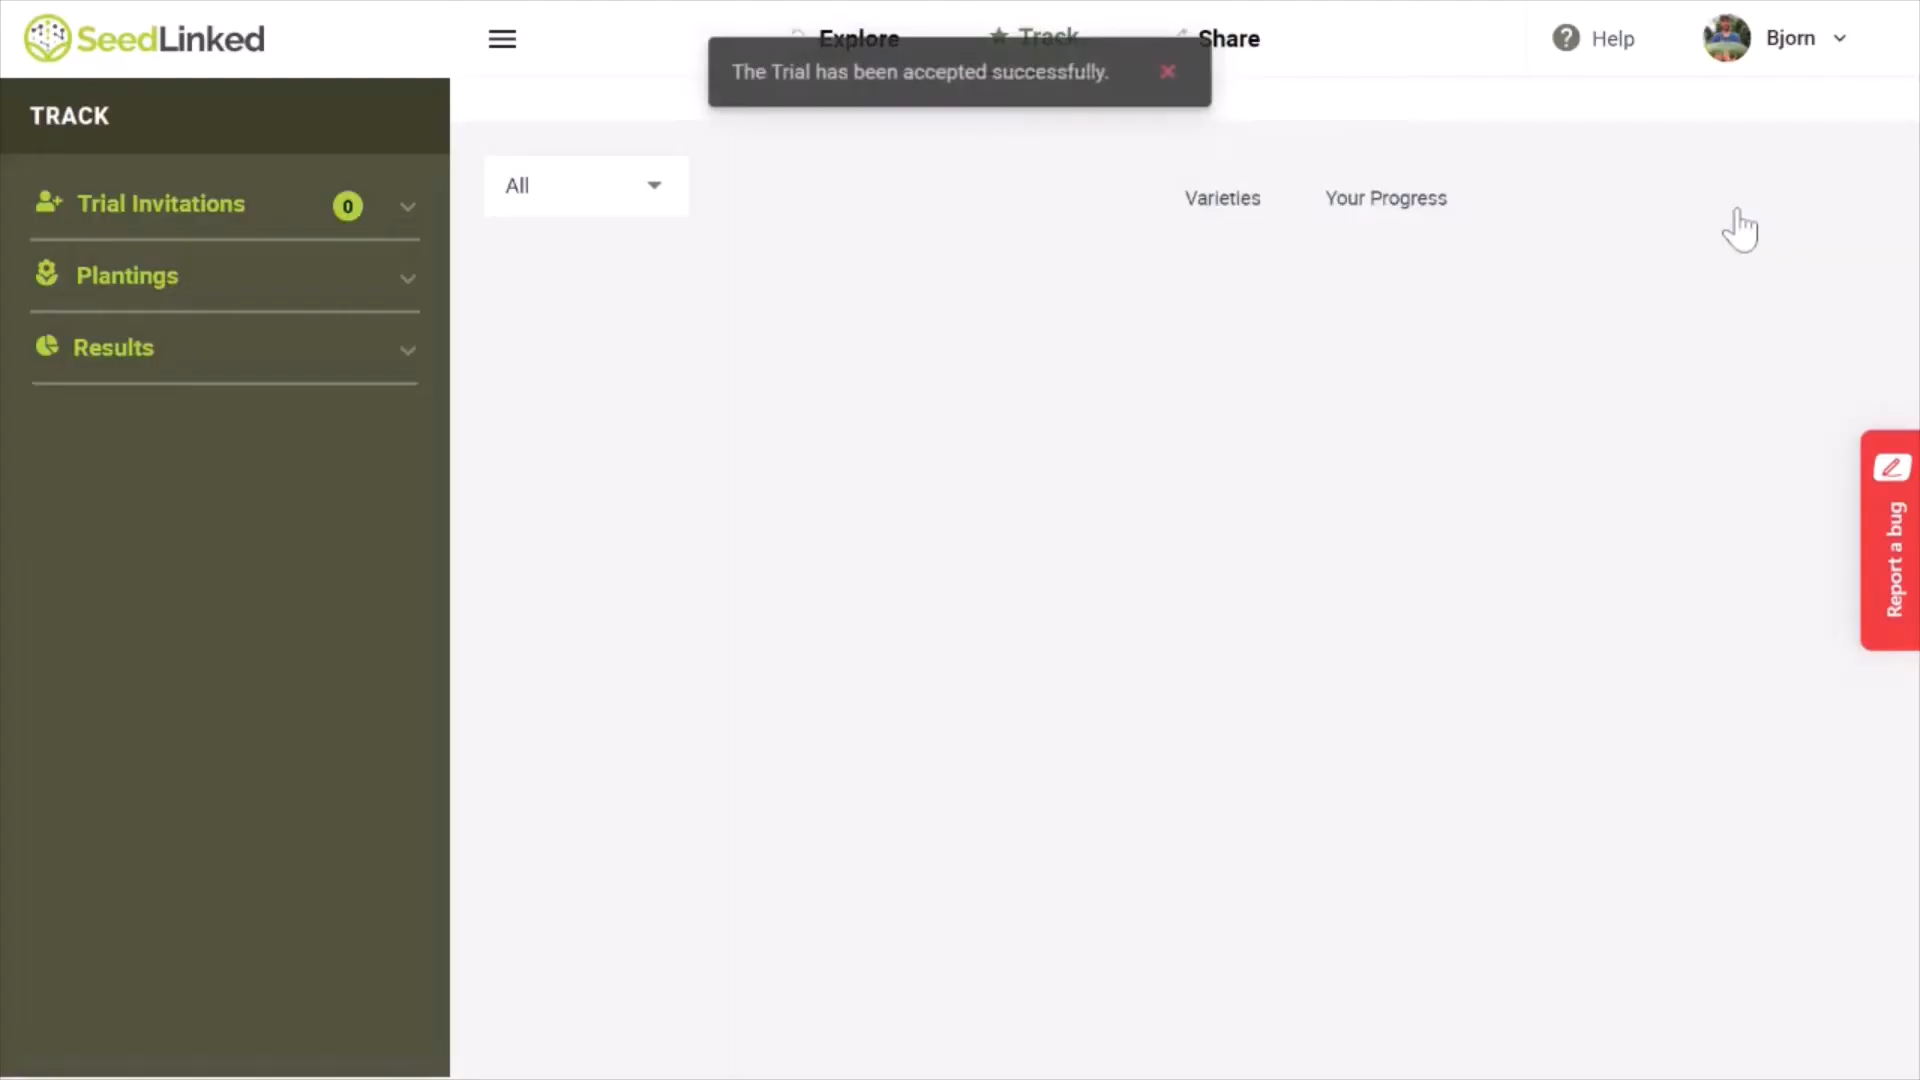 SeedLinked
Explore
Track
Share
Help
Bjorn
The Trial has been accepted successfully.
TRACK
Trial Invitations 0
Plantings
Results
All
Varieties
Your Progress
Report a bug